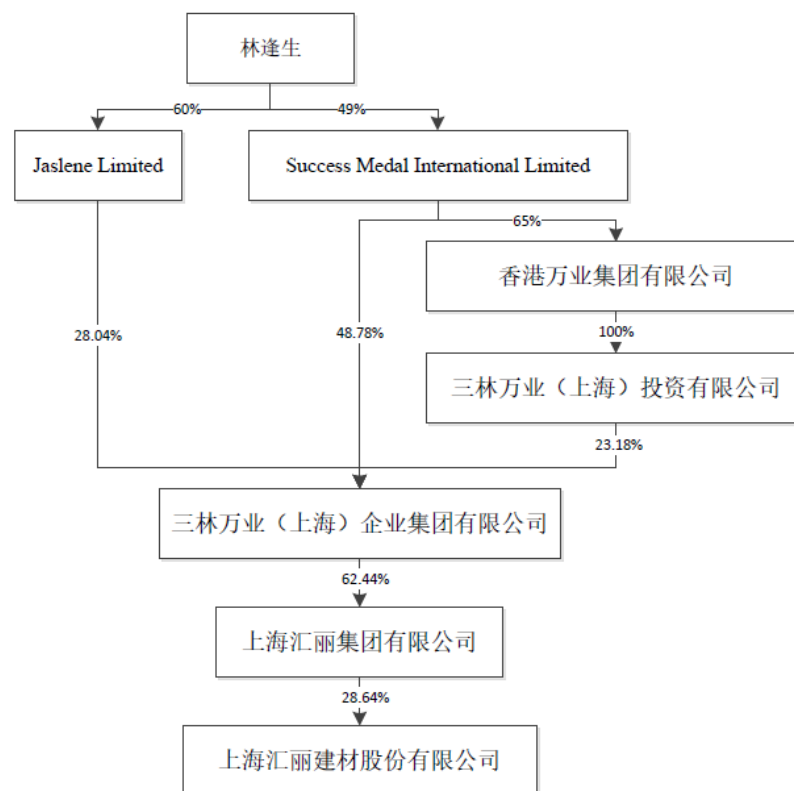 林逢生
60%
49%
Jaslene Limited
Success Medal International Limited
65%
香港万业集团有限公司
28.04%
48.78%
100%
三林万业（上海）投资有限公司
23.18%
三林万业（上海）企业集团有限公司
62.44%
上海汇丽集团有限公司
28.64%
上海汇丽建材股份有限公司